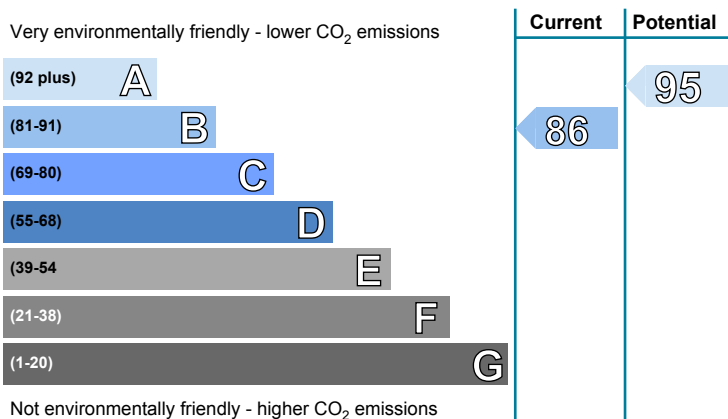 Current Potential
Very environmentally friendly - lower CO₂ emissions
(92 plus) A 95
(81-91) B 86
(69-80) C
(55-68) D
(39-54 E
(21-38) F
(1-20) G
Not environmentally friendly - higher CO₂ emissions